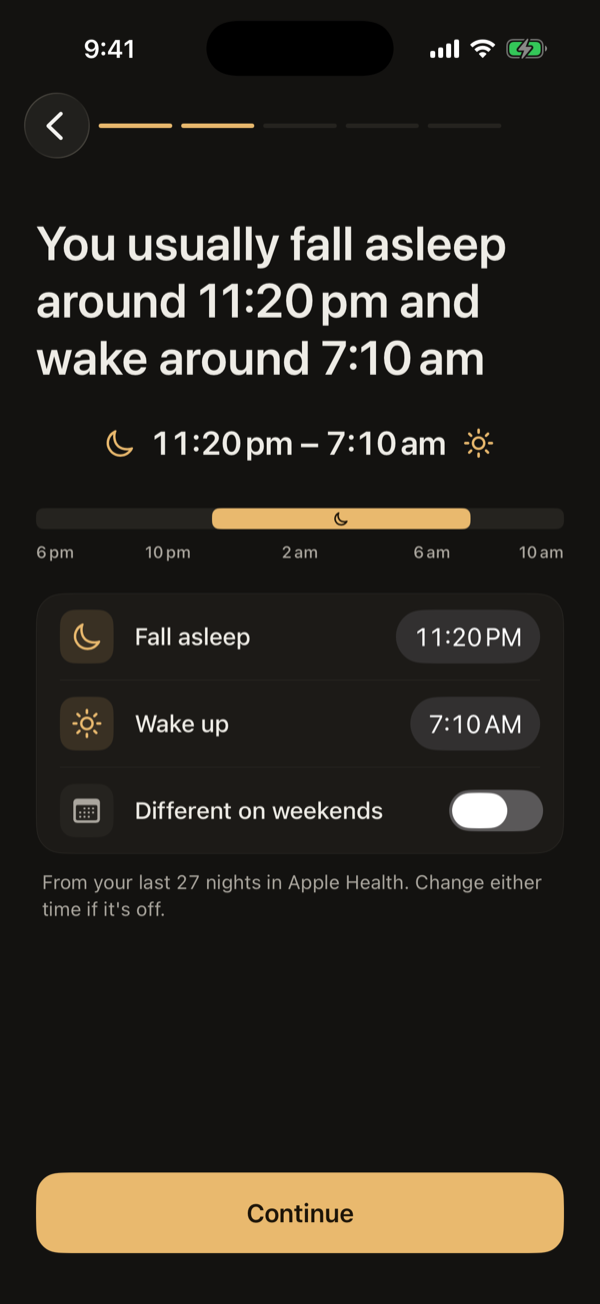 9:41
You usually fall asleep
around 11:20 pm and
wake around 7:10 am
11:20 pm – 7:10 am
6 pm 10 pm 2 am 6 am 10 am
Fall asleep 11:20 PM
Wake up 7:10 AM
Different on weekends
From your last 27 nights in Apple Health. Change either
time if it's off.
Continue